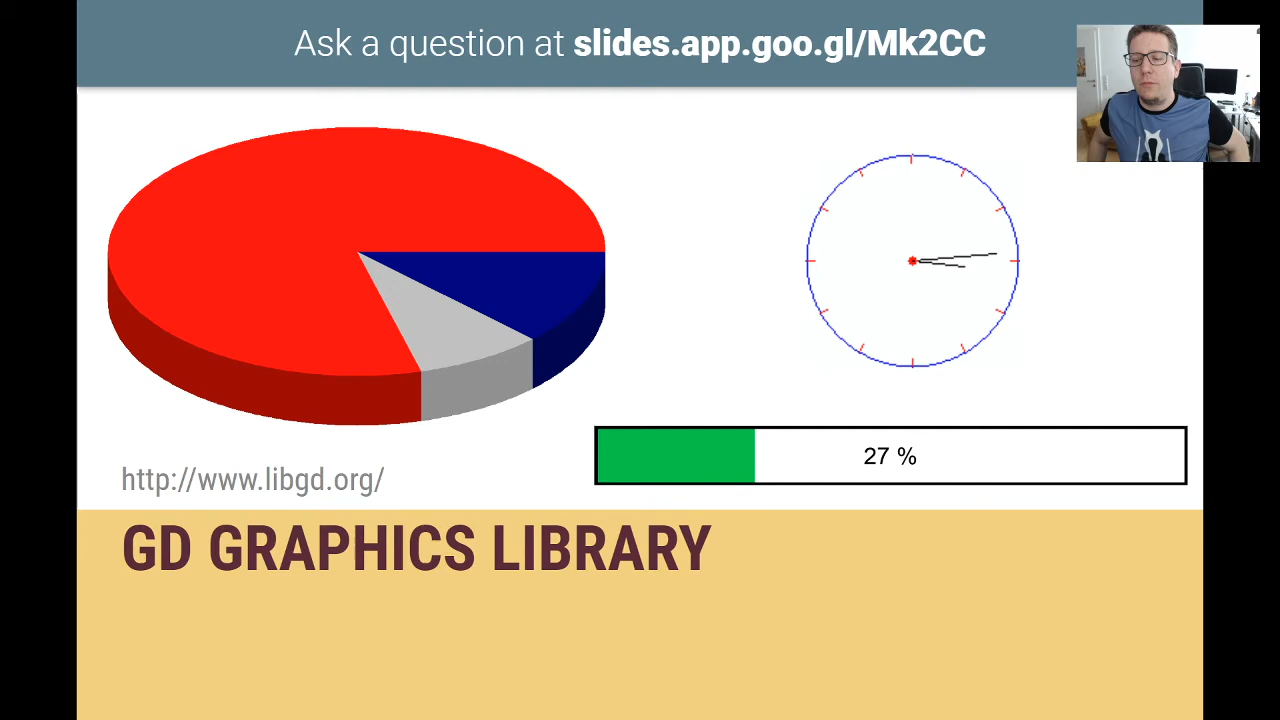 Ask a question at slides.app.goo.gl/Mk2CC
27 %
http://www.libgd.org/
GD GRAPHICS LIBRARY